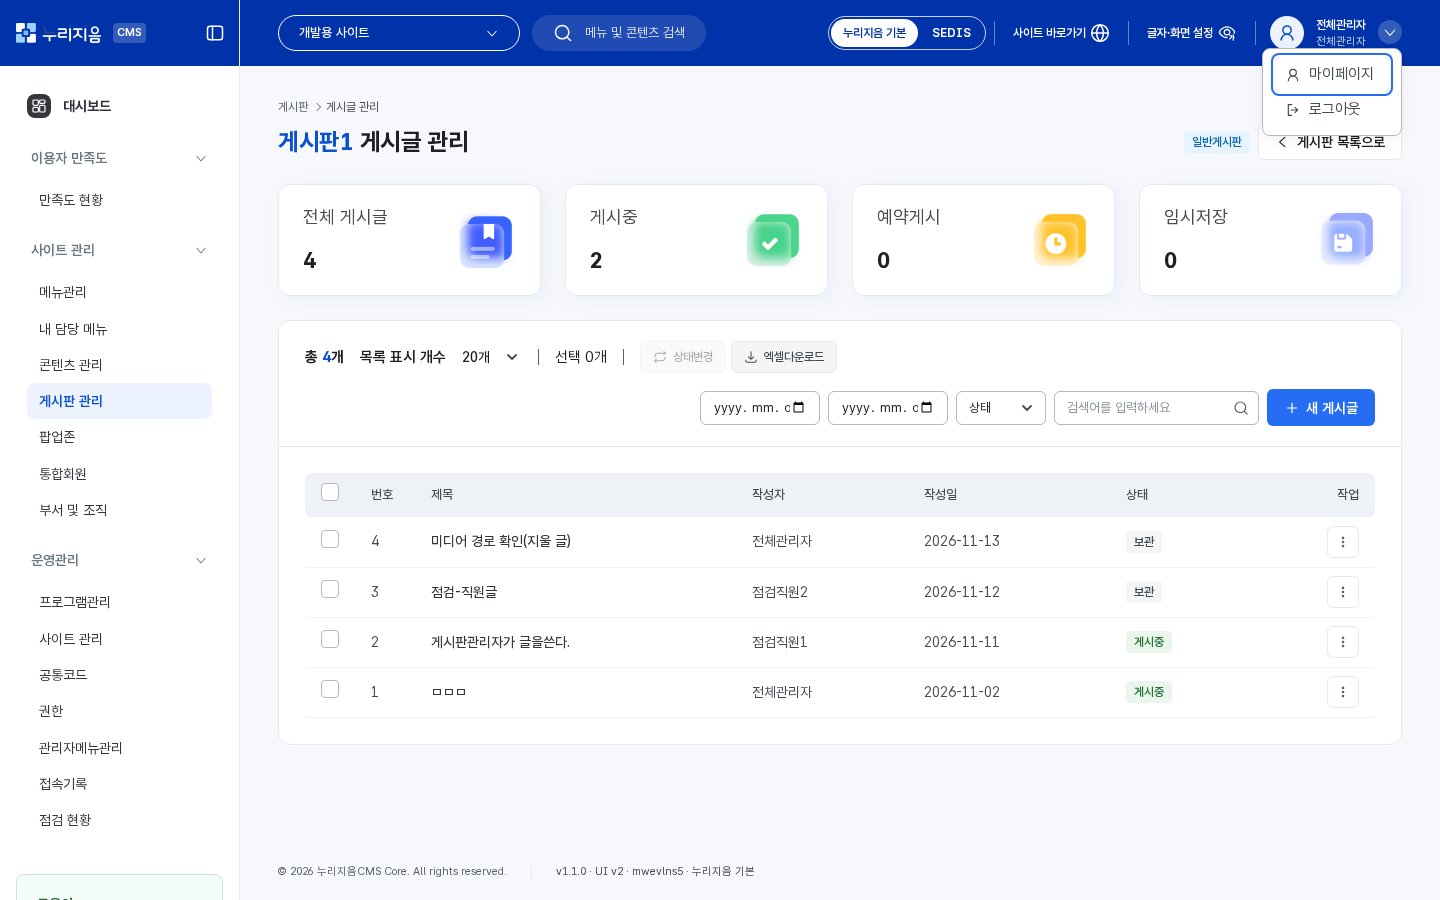 누리지음 CMS
개발용 사이트
메뉴 및 콘텐츠 검색
누리지음 기본 SEDIS
사이트 바로가기
글자·화면 설정
전체관리자
전체관리자
마이페이지
로그아웃
대시보드
이용자 만족도
만족도 현황
사이트 관리
메뉴관리
내 담당 메뉴
콘텐츠 관리
게시판 관리
팝업존
통합회원
부서 및 조직
운영관리
프로그램관리
사이트 관리
공통코드
권한
관리자메뉴관리
접속기록
점검 현황
게시판 게시글 관리
게시판1 게시글 관리
일반게시판
게시판 목록으로
전체 게시글
4
게시중
2
예약게시
0
임시저장
0
총 4개 목록 표시 개수 20개 선택 0개 상태변경 엑셀다운로드
yyyy. mm. d yyyy. mm. d 상태 검색어를 입력하세요 새 게시글
번호 제목 작성자 작성일 상태 작업
4 미디어 경로 확인(지울 글) 전체관리자 2026-11-13 보관
3 점검-직원글 점검직원2 2026-11-12 보관
2 게시판관리자가 글을쓴다. 점검직원1 2026-11-11 게시중
1 ㅁㅁㅁ 전체관리자 2026-11-02 게시중
© 2026 누리지음CMS Core. All rights reserved. v1.1.0 · UI v2 · mwevlns5 · 누리지음 기본